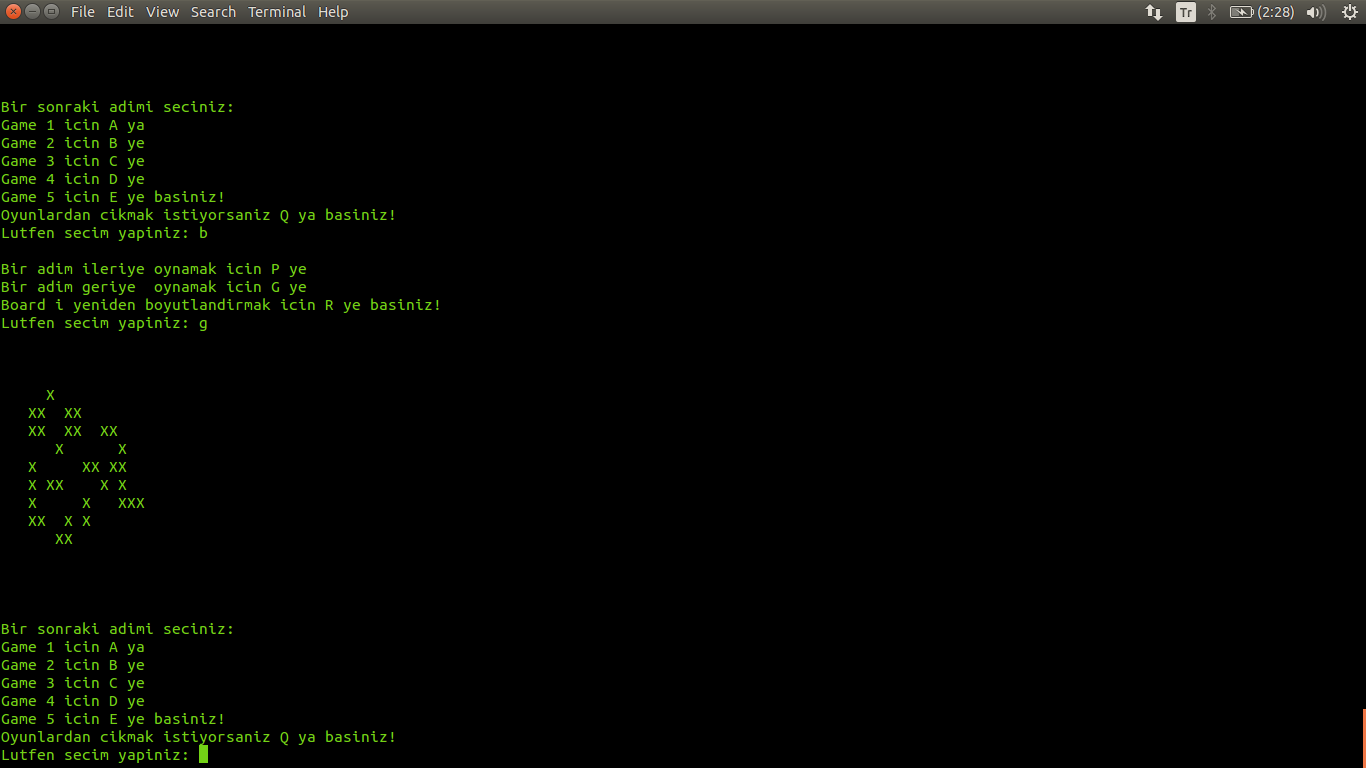 File Edit View Search Terminal Help Tr (2:28)
Bir sonraki adimi seciniz:
Game 1 icin A ya
Game 2 icin B ye
Game 3 icin C ye
Game 4 icin D ye
Game 5 icin E ye basiniz!
Oyunlardan cikmak istiyorsaniz Q ya basiniz!
Lutfen secim yapiniz: b
Bir adim ileriye oynamak icin P ye
Bir adim geriye  oynamak icin G ye
Board i yeniden boyutlandirmak icin R ye basiniz!
Lutfen secim yapiniz: g
     X
   XX  XX
   XX  XX  XX
      X      X
   X     XX XX
   X XX    X X
   X     X   XXX
   XX  X X
      XX
Bir sonraki adimi seciniz:
Game 1 icin A ya
Game 2 icin B ye
Game 3 icin C ye
Game 4 icin D ye
Game 5 icin E ye basiniz!
Oyunlardan cikmak istiyorsaniz Q ya basiniz!
Lutfen secim yapiniz: